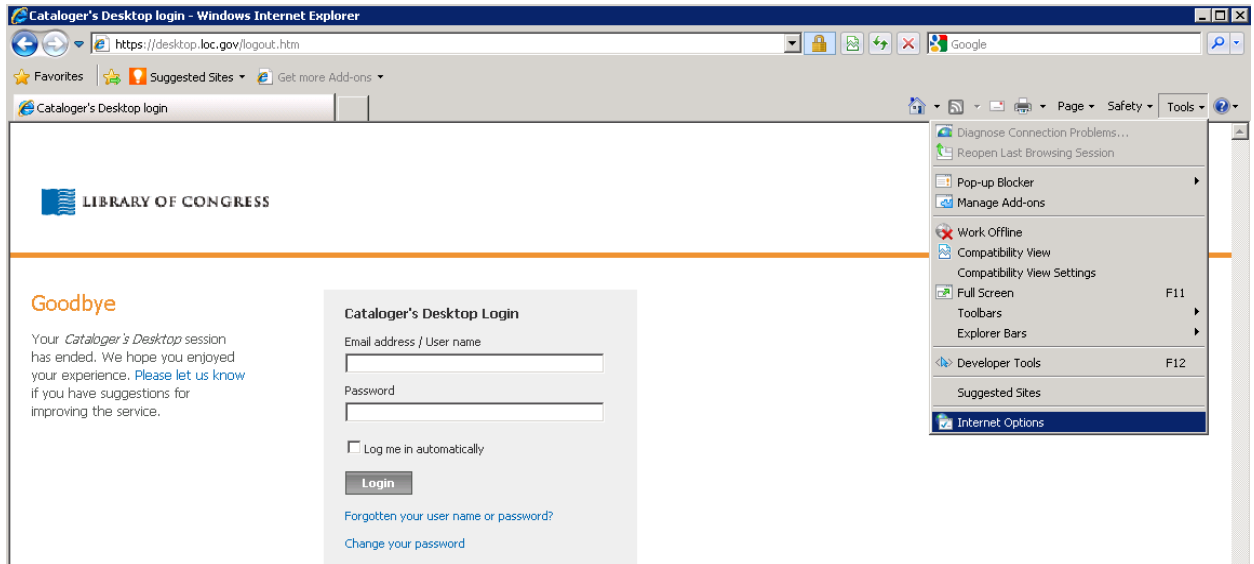 Cataloger's Desktop login - Windows Internet Explorer
https://desktop.loc.gov/logout.htm
Google
Favorites
Suggested Sites
Get more Add-ons
Cataloger's Desktop login
Page
Safety
Tools
Diagnose Connection Problems...
Reopen Last Browsing Session
Pop-up Blocker
Manage Add-ons
Work Offline
Compatibility View
Compatibility View Settings
Full Screen F11
Toolbars
Explorer Bars
Developer Tools F12
Suggested Sites
Internet Options
LIBRARY OF CONGRESS
Goodbye
Your Cataloger's Desktop session
has ended. We hope you enjoyed
your experience. Please let us know
if you have suggestions for
improving the service.
Cataloger's Desktop Login
Email address / User name
Password
Log me in automatically
Login
Forgotten your user name or password?
Change your password